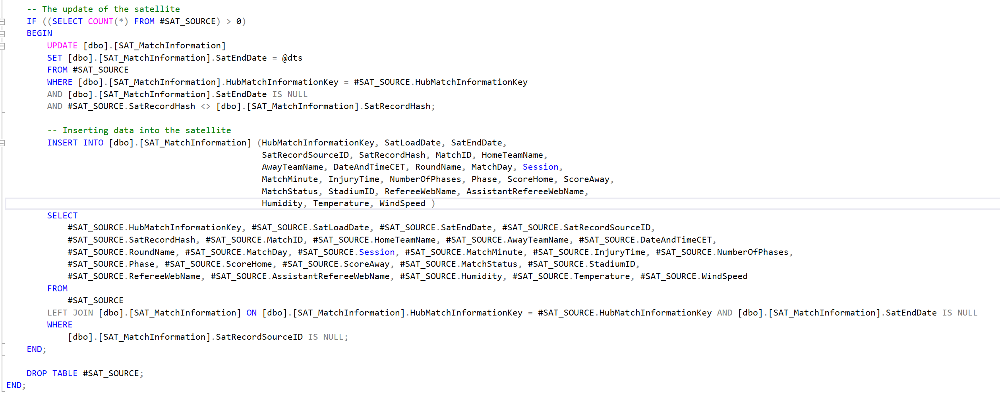 -- The update of the satellite
IF ((SELECT COUNT(*) FROM #SAT_SOURCE) > 0)
BEGIN
UPDATE [dbo].[SAT_MatchInformation]
SET [dbo].[SAT_MatchInformation].SatEndDate = @dts
FROM #SAT_SOURCE
WHERE [dbo].[SAT_MatchInformation].HubMatchInformationKey = #SAT_SOURCE.HubMatchInformationKey
AND [dbo].[SAT_MatchInformation].SatEndDate IS NULL
AND #SAT_SOURCE.SatRecordHash <> [dbo].[SAT_MatchInformation].SatRecordHash;
-- Inserting data into the satellite
INSERT INTO [dbo].[SAT_MatchInformation] (HubMatchInformationKey, SatLoadDate, SatEndDate,
SatRecordSourceID, SatRecordHash, MatchID, HomeTeamName,
AwayTeamName, DateAndTimeCET, RoundName, MatchDay, Session,
MatchMinute, InjuryTime, NumberOfPhases, Phase, ScoreHome, ScoreAway,
MatchStatus, StadiumID, RefereeWebName, AssistantRefereeWebName,
Humidity, Temperature, WindSpeed )
SELECT
#SAT_SOURCE.HubMatchInformationKey, #SAT_SOURCE.SatLoadDate, #SAT_SOURCE.SatEndDate, #SAT_SOURCE.SatRecordSourceID,
#SAT_SOURCE.SatRecordHash, #SAT_SOURCE.MatchID, #SAT_SOURCE.HomeTeamName, #SAT_SOURCE.AwayTeamName, #SAT_SOURCE.DateAndTimeCET,
#SAT_SOURCE.RoundName, #SAT_SOURCE.MatchDay, #SAT_SOURCE.Session, #SAT_SOURCE.MatchMinute, #SAT_SOURCE.InjuryTime, #SAT_SOURCE.NumberOfPhases,
#SAT_SOURCE.Phase, #SAT_SOURCE.ScoreHome, #SAT_SOURCE.ScoreAway, #SAT_SOURCE.MatchStatus, #SAT_SOURCE.StadiumID,
#SAT_SOURCE.RefereeWebName, #SAT_SOURCE.AssistantRefereeWebName, #SAT_SOURCE.Humidity, #SAT_SOURCE.Temperature, #SAT_SOURCE.WindSpeed
FROM
#SAT_SOURCE
LEFT JOIN [dbo].[SAT_MatchInformation] ON [dbo].[SAT_MatchInformation].HubMatchInformationKey = #SAT_SOURCE.HubMatchInformationKey AND [dbo].[SAT_MatchInformation].SatEndDate IS NULL
WHERE
[dbo].[SAT_MatchInformation].SatRecordSourceID IS NULL;
END;
DROP TABLE #SAT_SOURCE;
END;